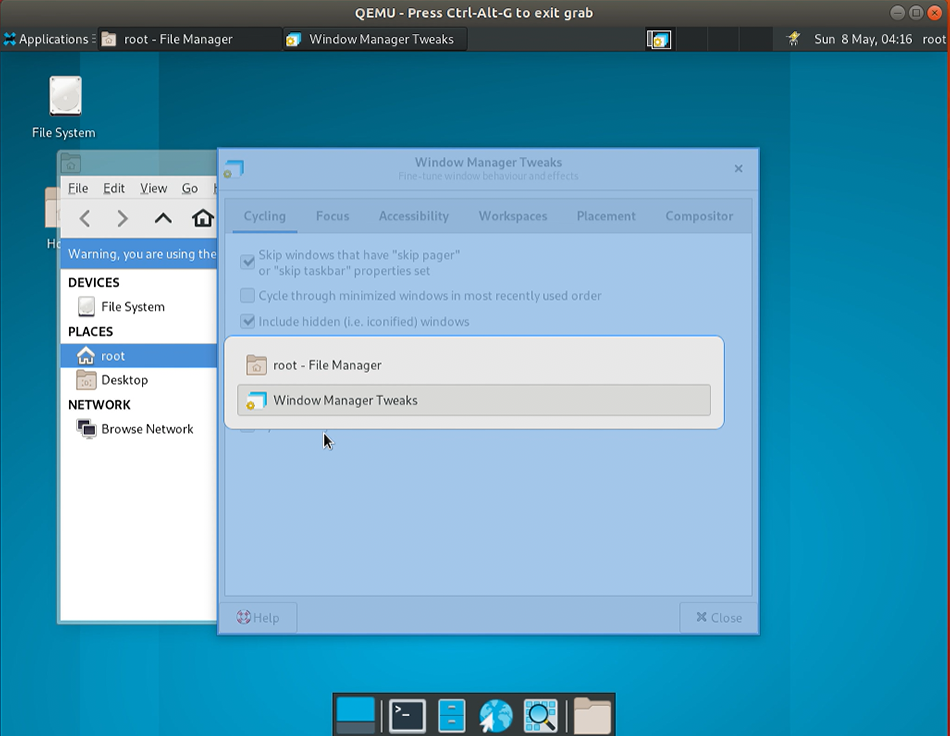 QEMU - Press Ctrl-Alt-G to exit grab
Applications
root - File Manager
Window Manager Tweaks
Sun 8 May, 04:16
root
File System
File Edit View Go
Warning, you are using the
DEVICES
File System
PLACES
root
Desktop
NETWORK
Browse Network
Window Manager Tweaks
Fine-tune window behaviour and effects
Cycling Focus Accessibility Workspaces Placement Compositor
Skip windows that have "skip pager"
or "skip taskbar" properties set
Cycle through minimized windows in most recently used order
Include hidden (i.e. iconified) windows
root - File Manager
Window Manager Tweaks
Help
Close